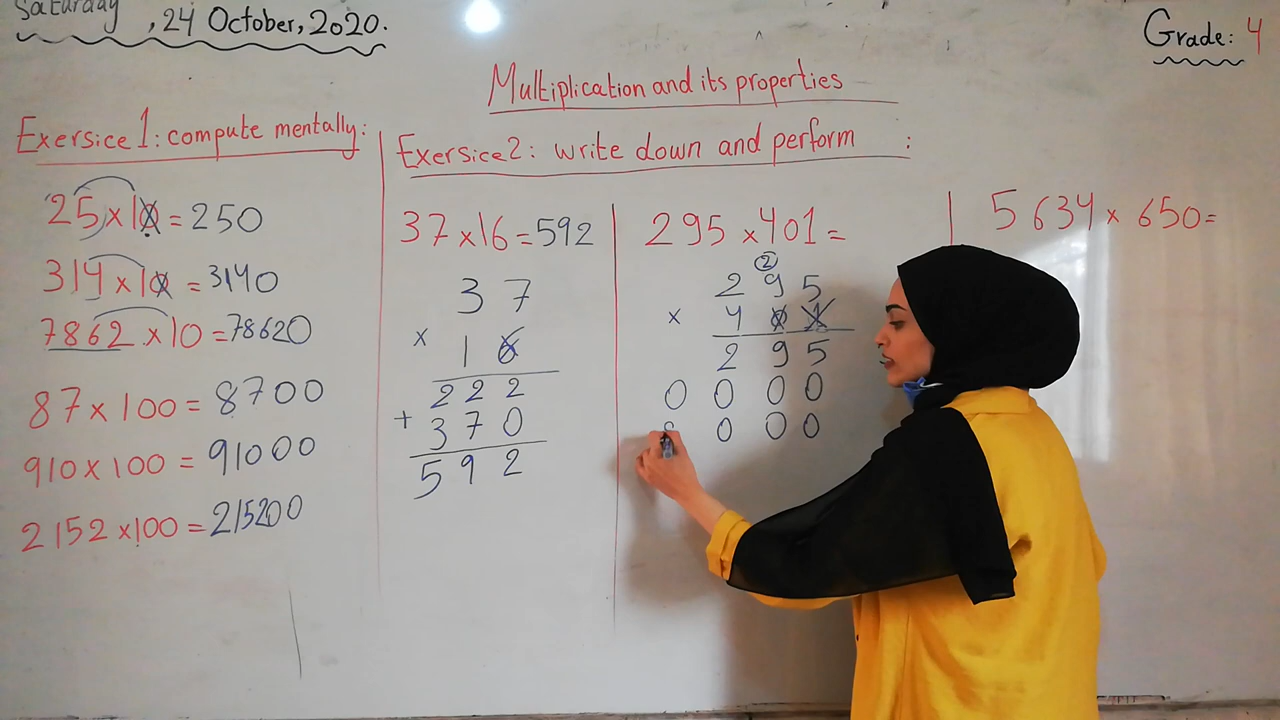 Saturday, 24 October, 2020.
Grade: 4
Multiplication and its properties
Exersice 1: compute mentally:
25 x 10 = 250
314 x 10 = 3140
7862 x 10 = 78620
87 x 100 = 8700
910 x 100 = 91000
2152 x 100 = 215200
Exersice 2: write down and perform :
37 x 16 = 592
37
x 16
222
+ 370
592
295 x 401 =
2
295
x 401
295
0000
000
5634 x 650 =